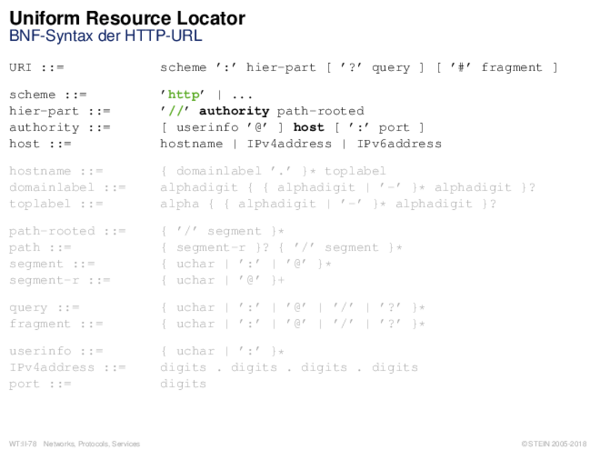 Uniform Resource Locator
BNF-Syntax der HTTP-URL
URI ::= scheme ':' hier-part [ '?' query ] [ '#' fragment ]
scheme ::= 'http' | ...
hier-part ::= '//' authority path-rooted
authority ::= [ userinfo '@' ] host [ ':' port ]
host ::= hostname | IPv4address | IPv6address
hostname ::= { domainlabel '.' }* toplabel
domainlabel ::= alphadigit { { alphadigit | '-' }* alphadigit }?
toplabel ::= alpha { { alphadigit | '-' }* alphadigit }?
path-rooted ::= { '/' segment }*
path ::= { segment-r }? { '/' segment }*
segment ::= { uchar | ':' | '@' }*
segment-r ::= { uchar | '@' }+
query ::= { uchar | ':' | '@' | '/' | '?' }*
fragment ::= { uchar | ':' | '@' | '/' | '?' }*
userinfo ::= { uchar | ':' }*
IPv4address ::= digits . digits . digits . digits
port ::= digits
WT:II-78 Networks, Protocols, Services
© STEIN 2005-2018